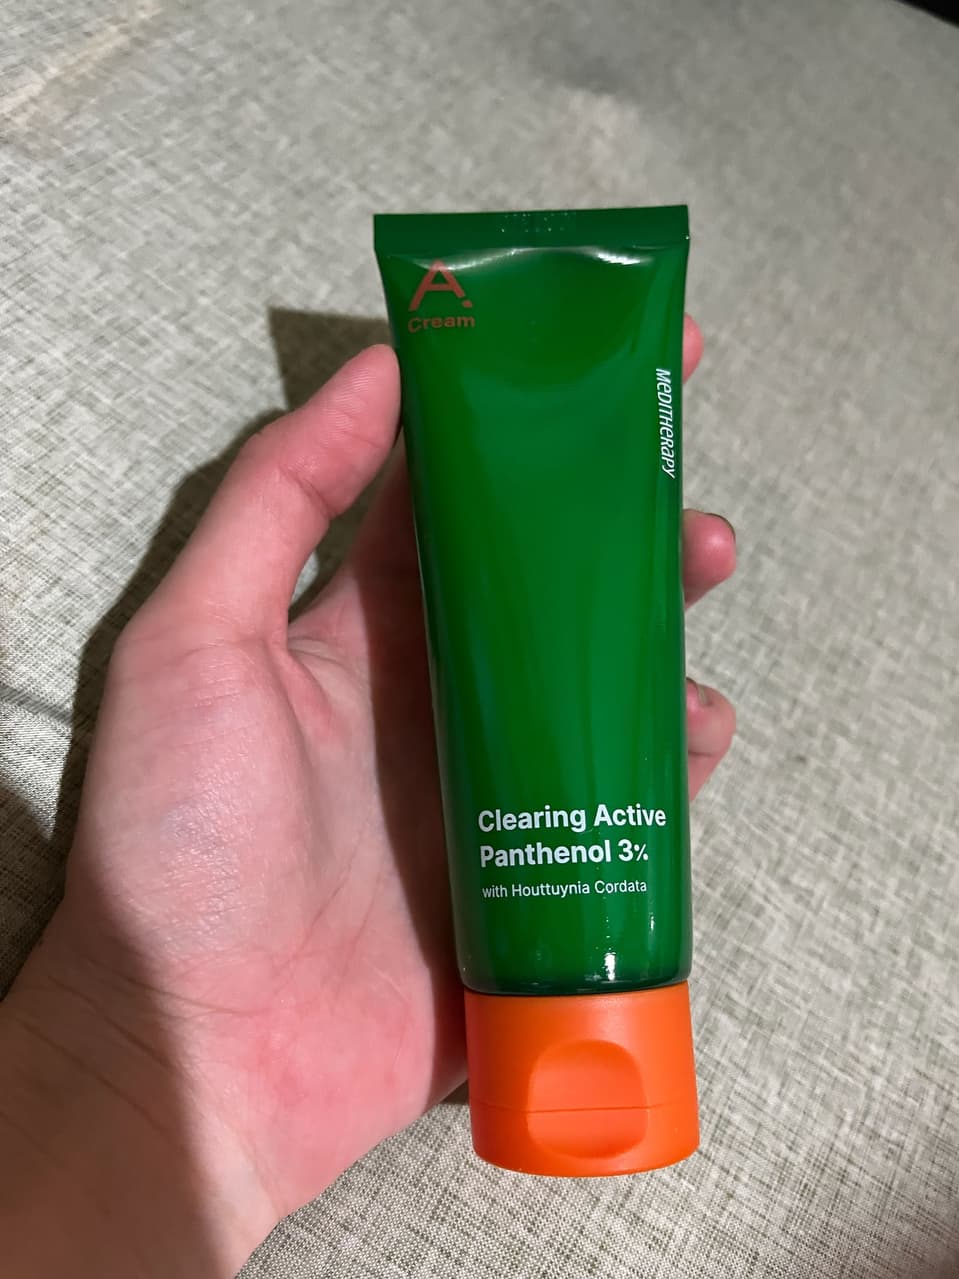 A.
Cream
MEDITHERAPY
Clearing Active
Panthenol 3%
with Houttuynia Cordata